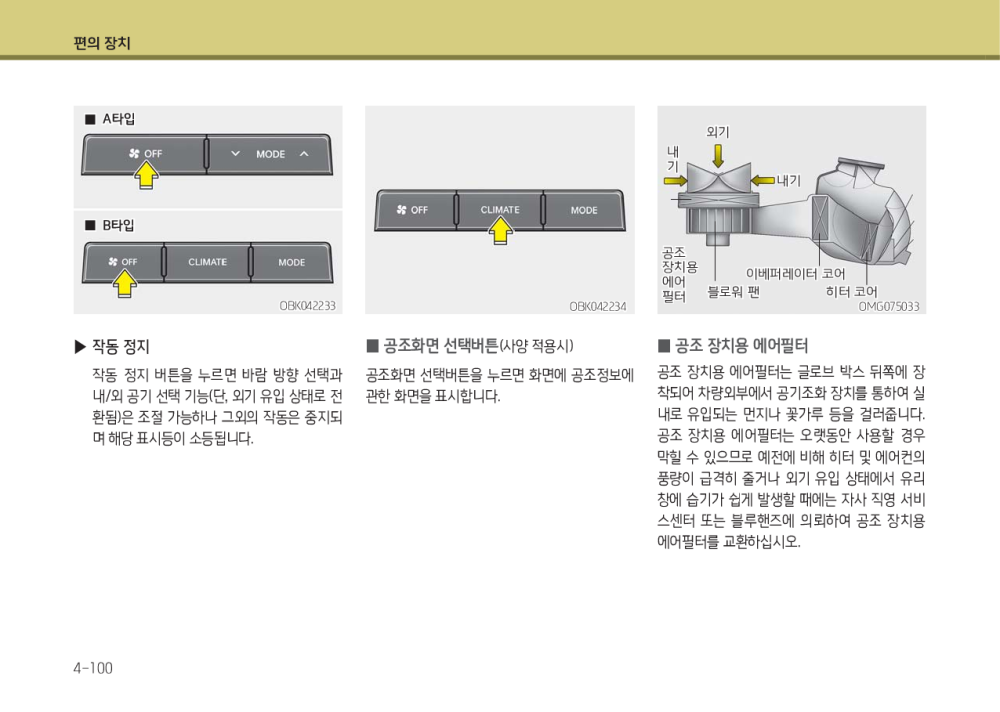 편의 장치
■ A타입
OFF
MODE
■ B타입
OFF CLIMATE MODE
OBK042233
▶ 작동 정지
작동 정지 버튼을 누르면 바람 방향 선택과
내/외 공기 선택 기능(단, 외기 유입 상태로 전
환됨)은 조절 가능하나 그외의 작동은 중지되
며 해당 표시등이 소등됩니다.
OFF CLIMATE MODE
OBK042234
■ 공조화면 선택버튼(사양 적용시)
공조화면 선택버튼을 누르면 화면에 공조정보에
관한 화면을 표시합니다.
외기
내
기
내기
공조
장치용
에어
필터
이베퍼레이터 코어
블로워 팬
히터 코어
OMG075033
■ 공조 장치용 에어필터
공조 장치용 에어필터는 글로브 박스 뒤쪽에 장
착되어 차량외부에서 공기조화 장치를 통하여 실
내로 유입되는 먼지나 꽃가루 등을 걸러줍니다.
공조 장치용 에어필터는 오랫동안 사용할 경우
막힐 수 있으므로 예전에 비해 히터 및 에어컨의
풍량이 급격히 줄거나 외기 유입 상태에서 유리
창에 습기가 쉽게 발생할 때에는 자사 직영 서비
스센터 또는 블루핸즈에 의뢰하여 공조 장치용
에어필터를 교환하십시오.
4-100